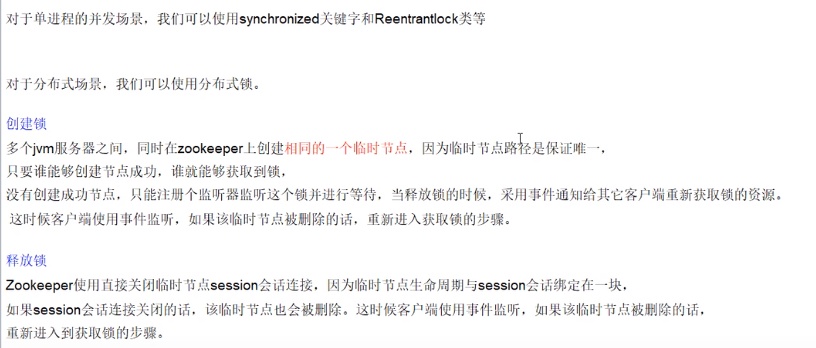 对于单进程的并发场景，我们可以使用synchronized关键字和Reentrantlock类等
对于分布式场景，我们可以使用分布式锁。
创建锁
多个jvm服务器之间，同时在zookeeper上创建相同的一个临时节点，因为临时节点路径是保证唯一，
只要谁能够创建节点成功，谁就能够获取到锁，
没有创建成功节点，只能注册个监听器监听这个锁并进行等待，当释放锁的时候，采用事件通知给其它客户端重新获取锁的资源。
这时候客户端使用事件监听，如果该临时节点被删除的话，重新进入获取锁的步骤。
释放锁
Zookeeper使用直接关闭临时节点session会话连接，因为临时节点生命周期与session会话绑定在一块，
如果session会话连接关闭的话，该临时节点也会被删除。这时候客户端使用事件监听，如果该临时节点被删除的话，
重新进入到获取锁的步骤。